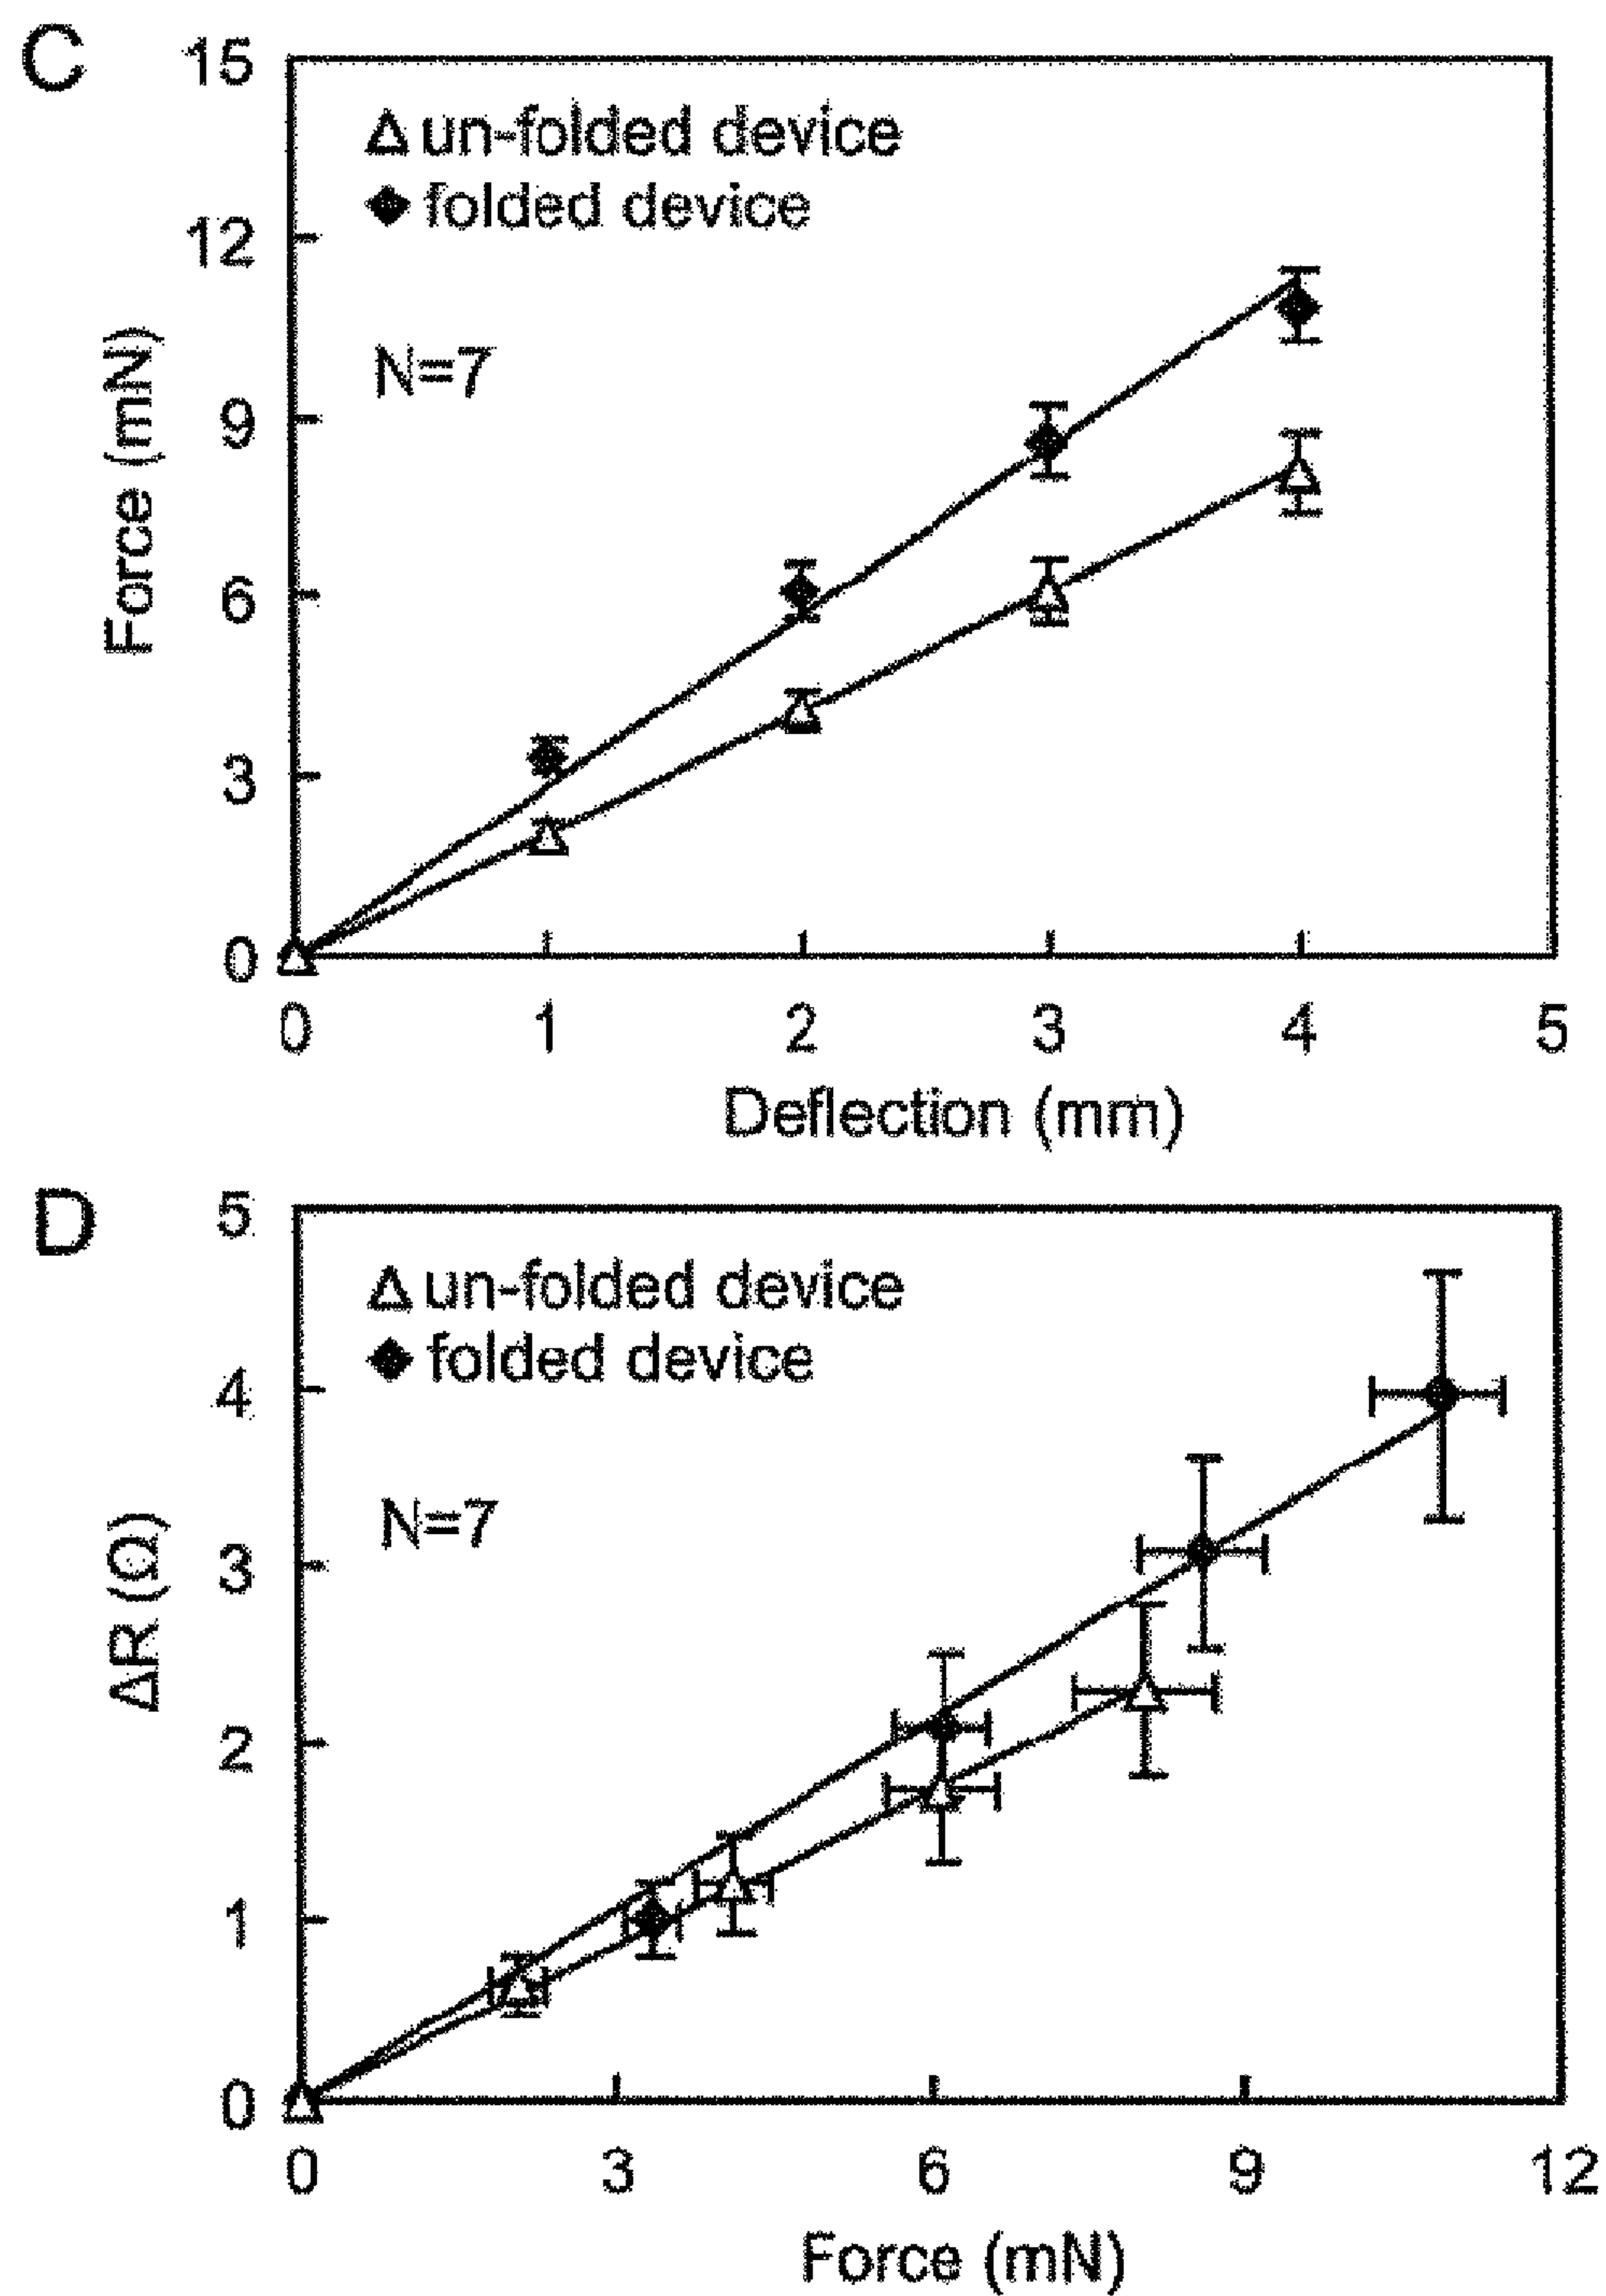 C
15
12
9
6
3
0
Force (mN)
△ un-folded device
◆ folded device
N=7
0 1 2 3 4 5
Deflection (mm)
D
5
4
3
2
1
0
ΔR (Ω)
△ un-folded device
◆ folded device
N=7
0 3 6 9 12
Force (mN)